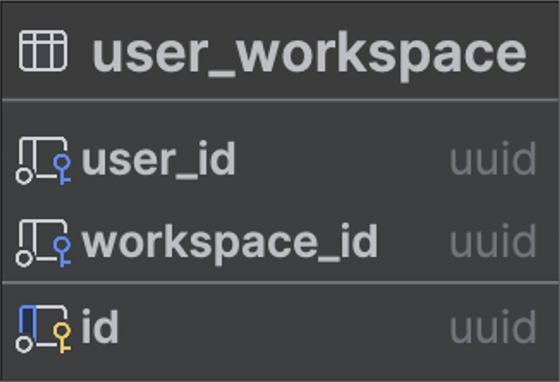 user_workspace
user_id uuid
workspace_id uuid
id uuid